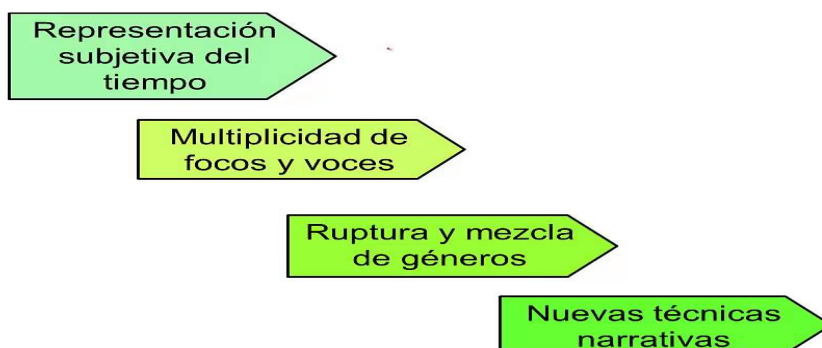 Representación
subjetiva del
tiempo
Multiplicidad de
focos y voces
Ruptura y mezcla
de géneros
Nuevas técnicas
narrativas